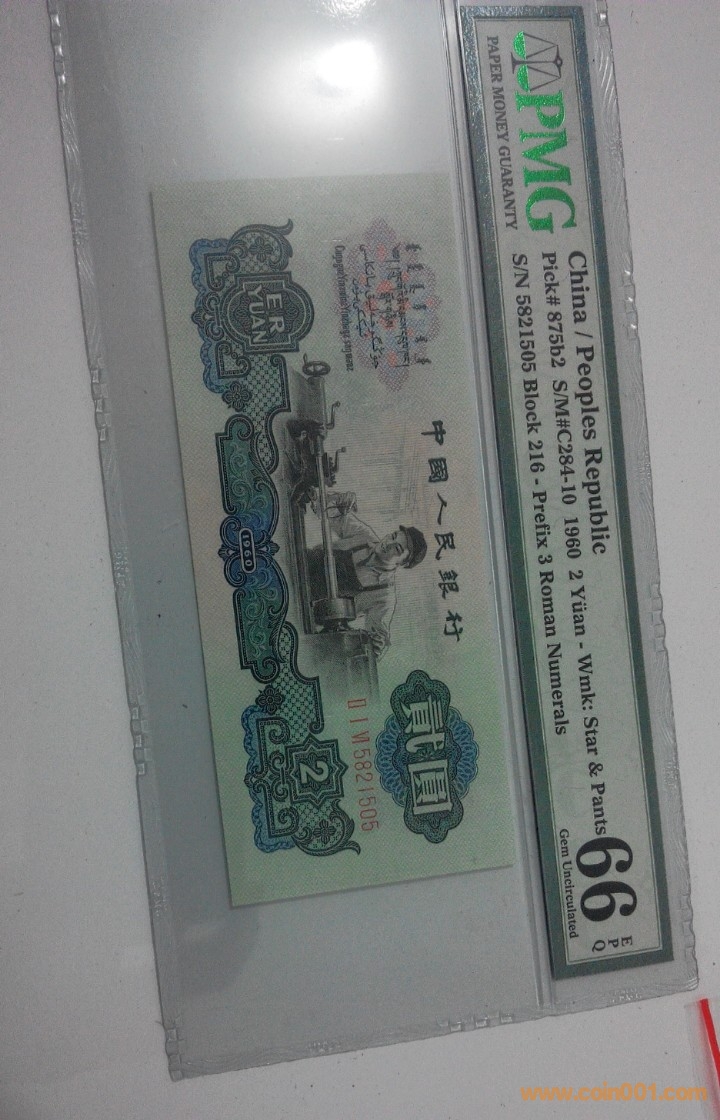 PMG
PAPER MONEY GUARANTY
China / Peoples Republic
Pick# 875b2 S/M#C284-10 1960 2 Yüan - Wmk: Star & Pants
S/N 5821505 Block 216 - Prefix 3 Roman Numerals
66
EPQ
Gem Uncirculated
中國人民銀行
ER
YUAN
貳圓
1960
5821505
2
www.coin001.com